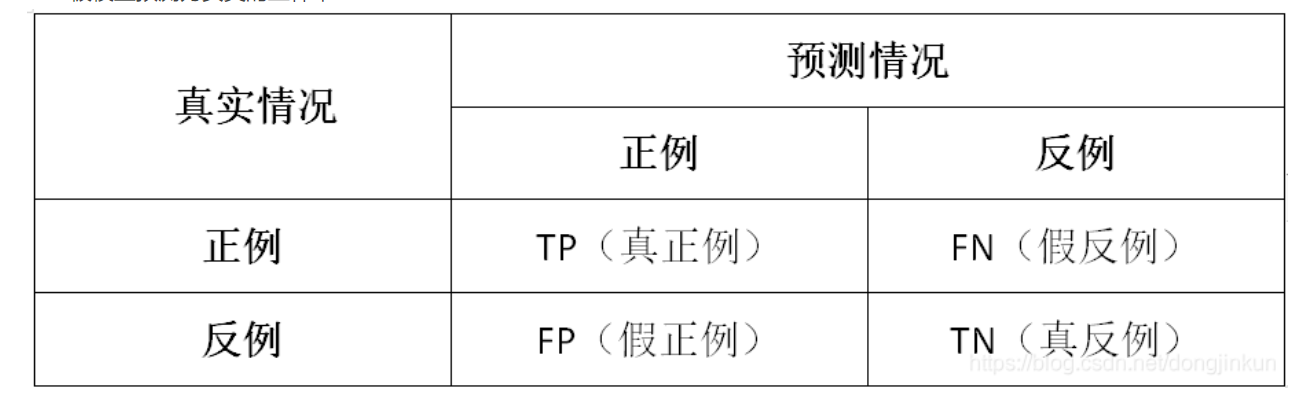 预测情况
真实情况
正例 反例
正例 TP（真正例） FN（假反例）
反例 FP（假正例） TN（真反例）
https://blog.csdn.net/dongjinkun